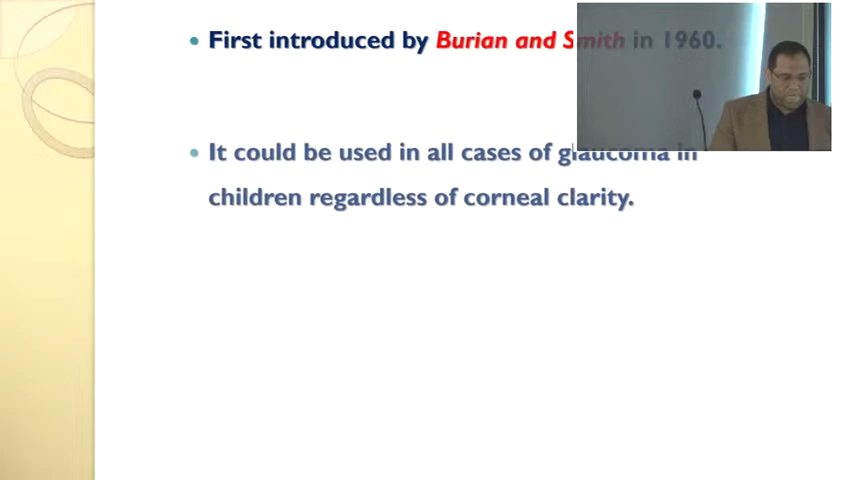 First introduced by Burian and Smith in 1960.
It could be used in all cases of glaucoma in
children regardless of corneal clarity.